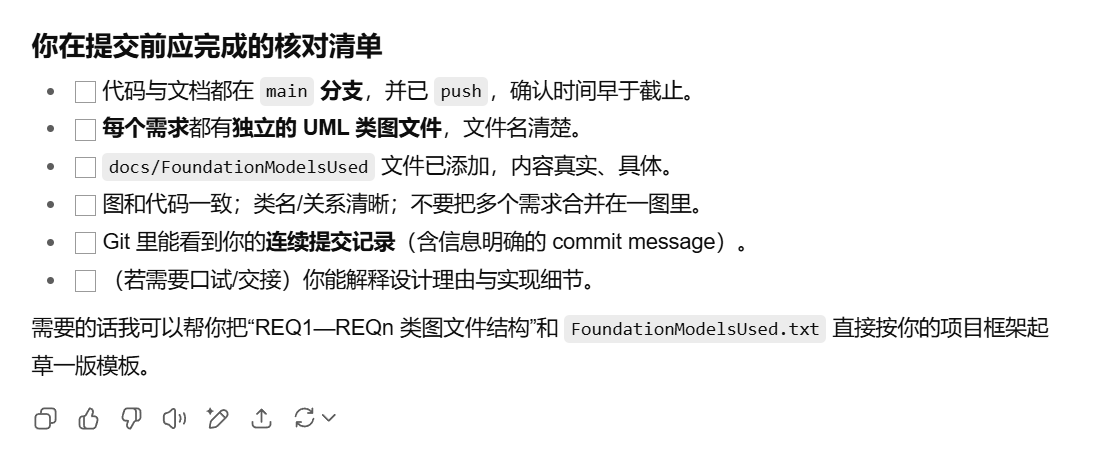 你在提交前应完成的核对清单
代码与文档都在 main 分支，并已 push，确认时间早于截止。
每个需求都有独立的 UML 类图文件，文件名清楚。
docs/FoundationModelsUsed 文件已添加，内容真实、具体。
图和代码一致；类名/关系清晰；不要把多个需求合并在一图里。
Git 里能看到你的连续提交记录（含信息明确的 commit message）。
（若需要口试/交接）你能解释设计理由与实现细节。
需要的话我可以帮你把“REQ1—REQn 类图文件结构”和 FoundationModelsUsed.txt 直接按你的项目框架起
草一版模板。